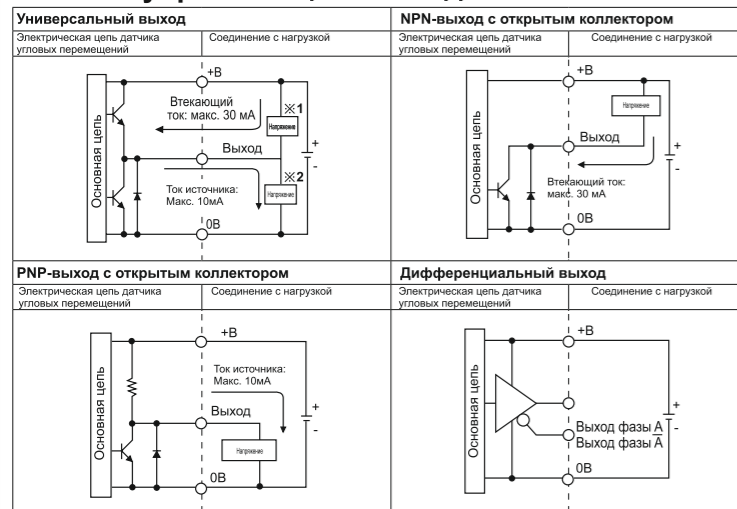 Универсальный выход
Электрическая цепь датчика угловых перемещений
Соединение с нагрузкой
Основная цепь
+В
Втекающий
ток: макс. 30 мА
※1
Напряжение
Выход
+
-
※2
Ток источника:
Макс. 10мА
Напряжение
0В
NPN-выход с открытым коллектором
Электрическая цепь датчика
угловых перемещений
Соединение с нагрузкой
Основная цепь
+В
Напряжение
Выход
+
-
Втекающий ток:
макс. 30 мА
0В
PNP-выход с открытым коллектором
Электрическая цепь датчика
угловых перемещений
Соединение с нагрузкой
Основная цепь
+В
Ток источника:
Макс. 10мА
Выход
+
-
Напряжение
0В
Дифференциальный выход
Электрическая цепь датчика
угловых перемещений
Соединение с нагрузкой
Основная цепь
+В
+
-
Выход фазы А
Выход фазы А̅
0В